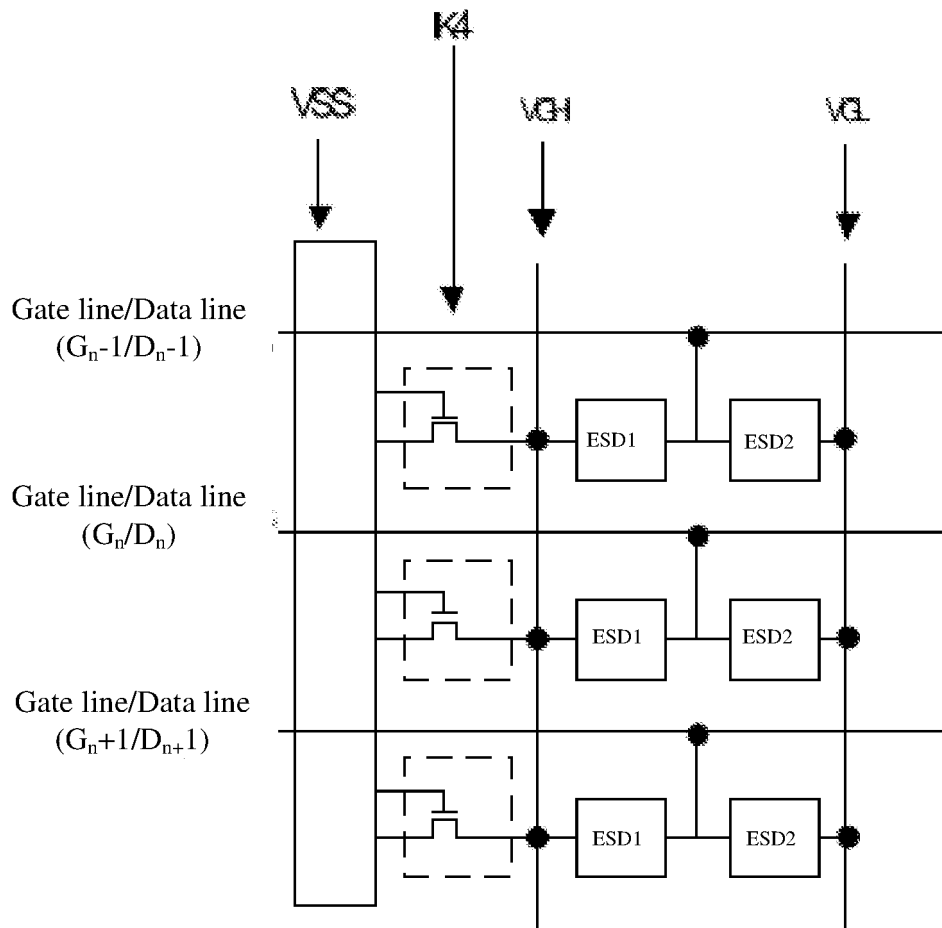 K4
VSS
VGH
VGL
Gate line/Data line
(Gₙ-1/Dₙ-1)
ESD1
ESD2
Gate line/Data line
(Gₙ/Dₙ)
ESD1
ESD2
Gate line/Data line
(Gₙ+1/Dₙ₊1)
ESD1
ESD2